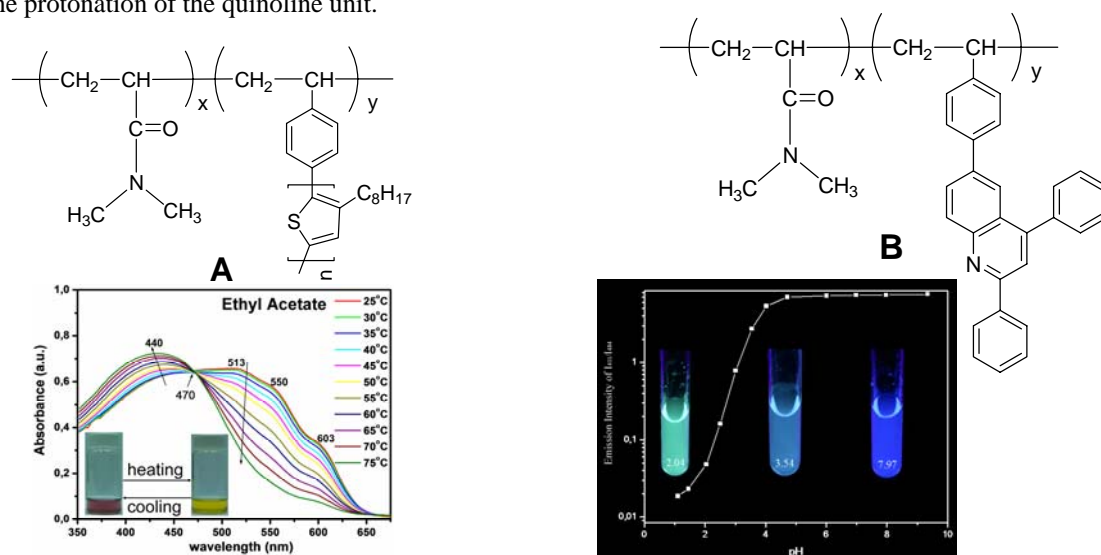 he protonation of the quinoline unit.
CH₂ CH x CH₂ CH y
C=O
N
H₃C CH₃
C₈H₁₇
S
n
A
CH₂ CH x CH₂ CH y
C=O
N
H₃C CH₃
N
B
Ethyl Acetate
1,0
0,8
0,6
0,4
0,2
0,0
Absorbance (a.u.)
440
470
513
550
603
25°C
30°C
35°C
40°C
45°C
50°C
55°C
60°C
65°C
70°C
75°C
heating
cooling
350 400 450 500 550 600 650
wavelength (nm)
1
0,1
0,01
2.04 3.54 7.97
0 2 4 6 8 10
pH
Emission Intensity of